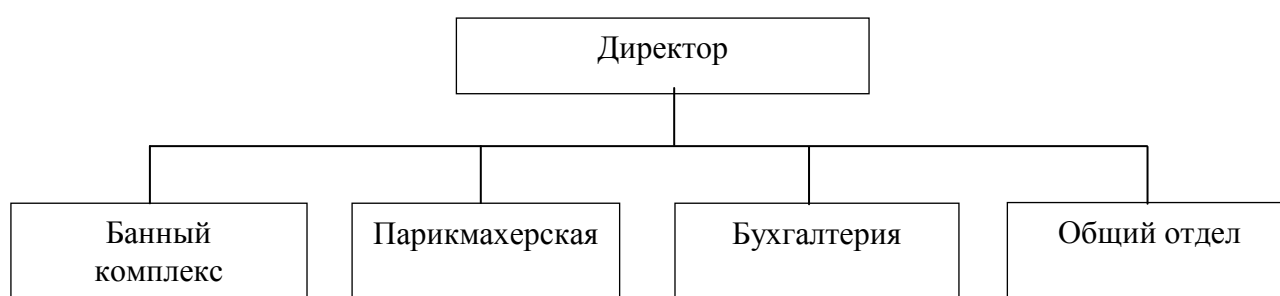 Директор
Банный
комплекс
Парикмахерская
Бухгалтерия
Общий отдел